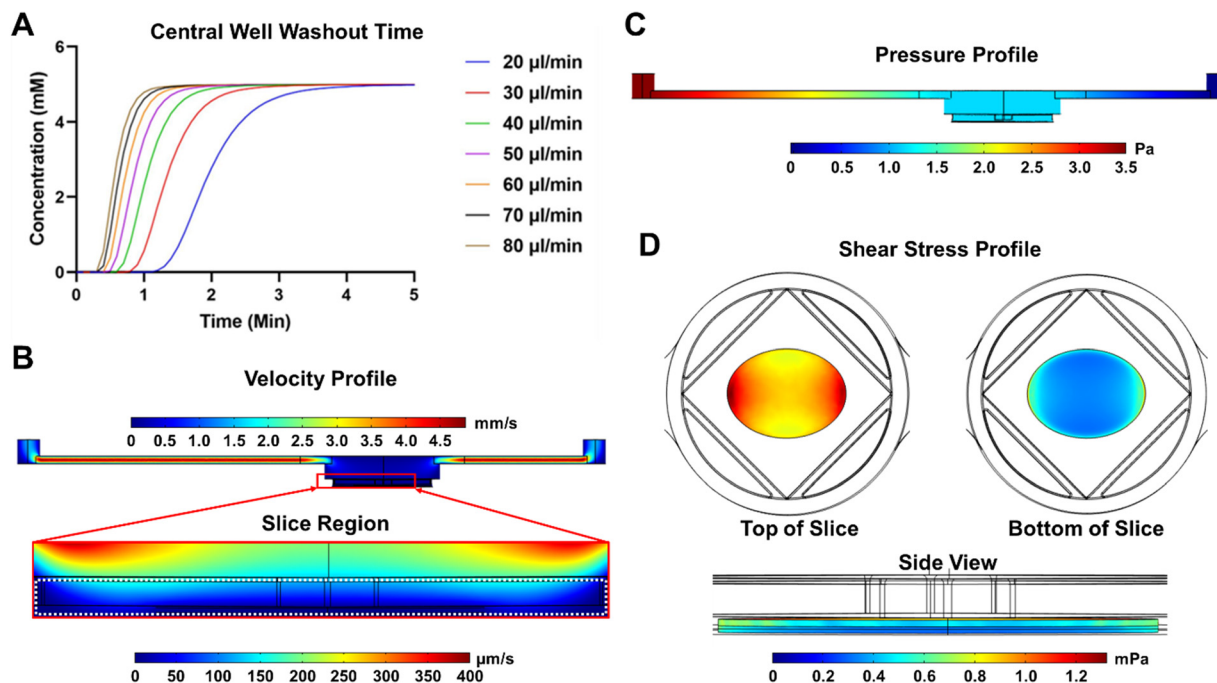 A
Central Well Washout Time
Concentration (mM)
6
4
2
0
0 1 2 3 4 5
Time (Min)
20 µl/min
30 µl/min
40 µl/min
50 µl/min
60 µl/min
70 µl/min
80 µl/min
B
Velocity Profile
mm/s
0 0.5 1.0 1.5 2.0 2.5 3.0 3.5 4.0 4.5
Slice Region
0 50 100 150 200 250 300 350 400
µm/s
C
Pressure Profile
Pa
0 0.5 1.0 1.5 2.0 2.5 3.0 3.5
D
Shear Stress Profile
Top of Slice
Bottom of Slice
Side View
0 0.2 0.4 0.6 0.8 1.0 1.2
mPa